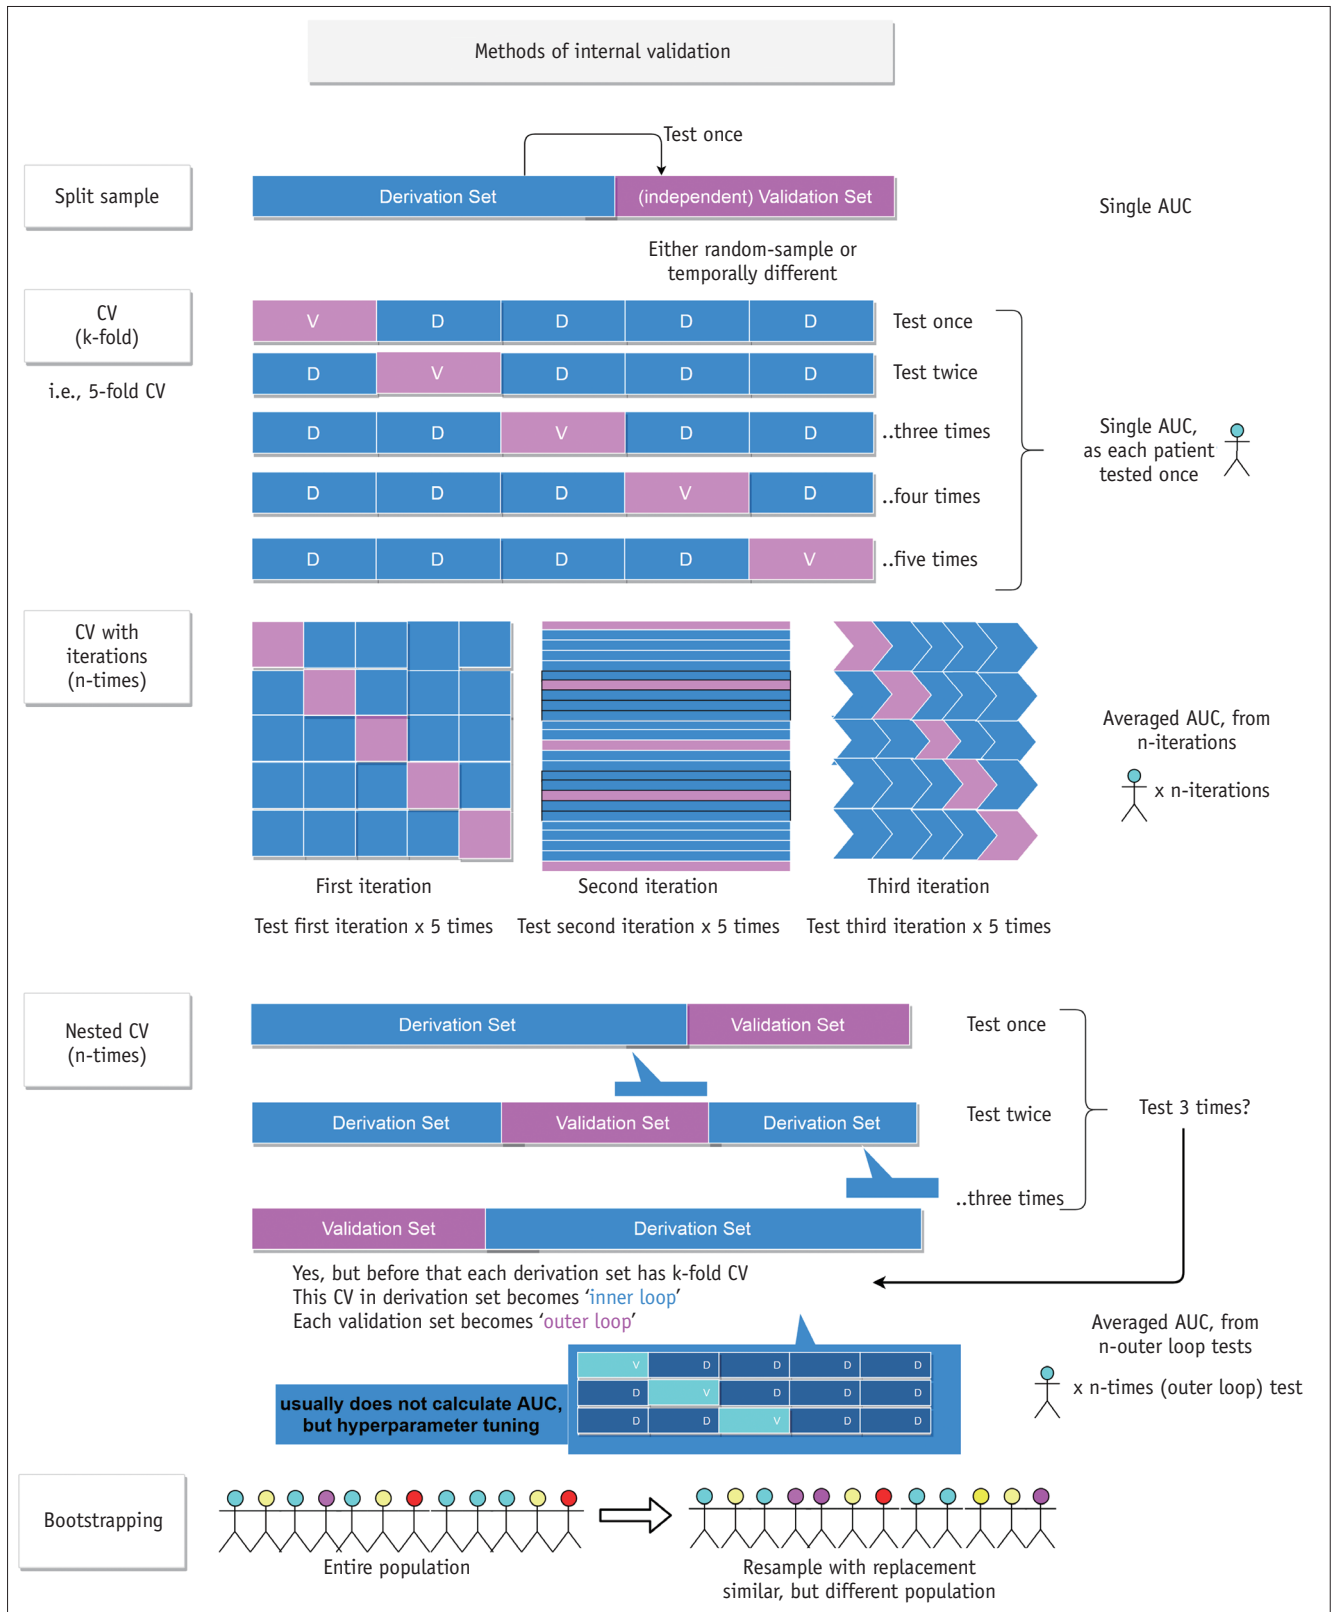 Methods of internal validation
Test once
Split sample
Derivation Set
(independent) Validation Set
Single AUC
Either random-sample or
temporally different
CV
(k-fold)
i.e., 5-fold CV
V D D D D
Test once
D V D D D
Test twice
D D V D D
..three times
D D D V D
..four times
D D D D V
..five times
Single AUC,
as each patient
tested once
CV with
iterations
(n-times)
Averaged AUC, from
n-iterations
x n-iterations
First iteration
Second iteration
Third iteration
Test first iteration x 5 times
Test second iteration x 5 times
Test third iteration x 5 times
Nested CV
(n-times)
Derivation Set
Validation Set
Test once
Derivation Set
Validation Set
Derivation Set
Test twice
Test 3 times?
..three times
Validation Set
Derivation Set
Yes, but before that each derivation set has k-fold CV
This CV in derivation set becomes ‘inner loop’
Each validation set becomes ‘outer loop’
Averaged AUC, from
n-outer loop tests
x n-times (outer loop) test
V D D D D
D V D D D
D D V D D
usually does not calculate AUC,
but hyperparameter tuning
Bootstrapping
Entire population
Resample with replacement
similar, but different population